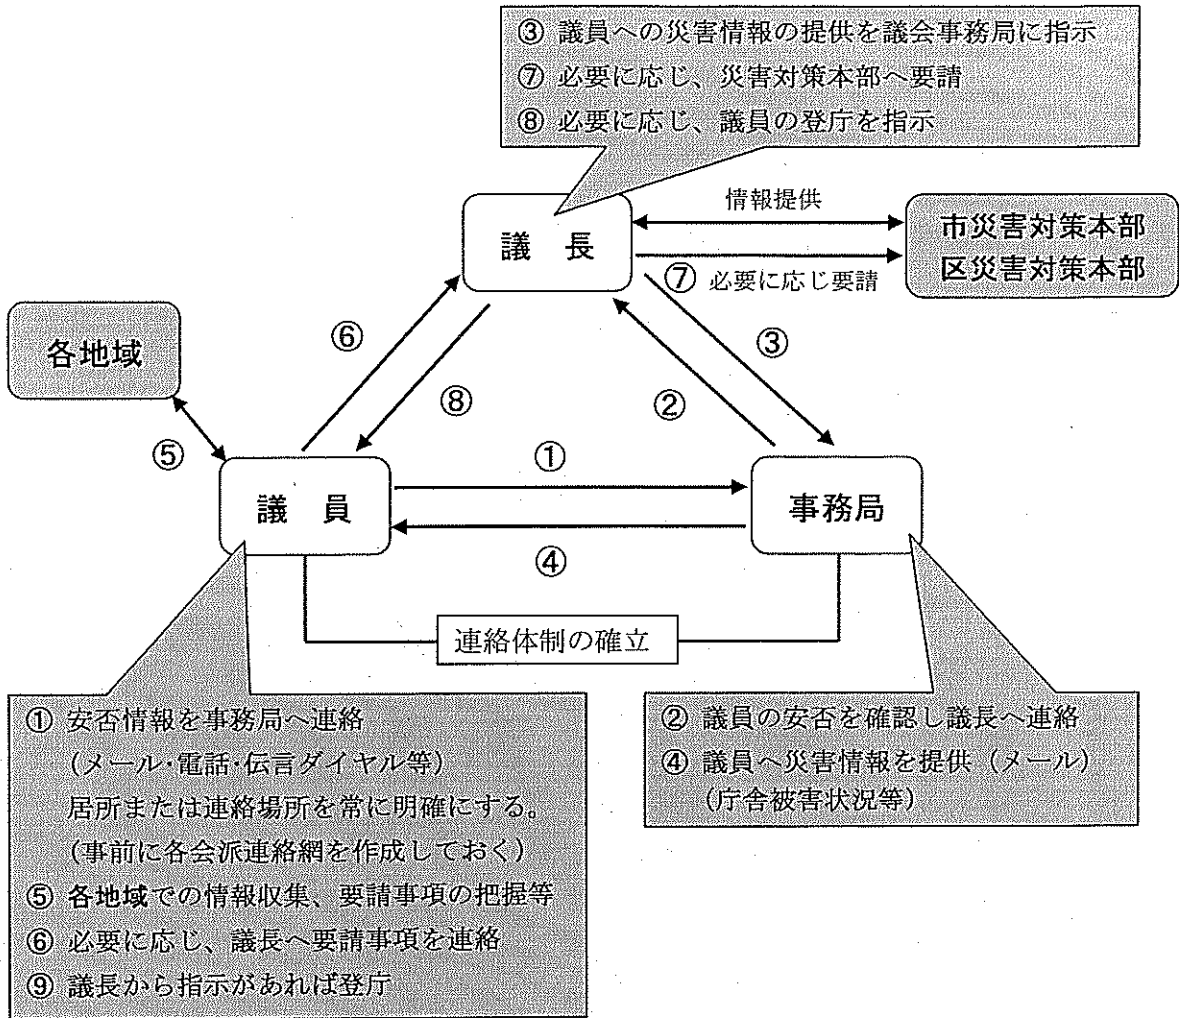 ③ 議員への災害情報の提供を議会事務局に指示
⑦ 必要に応じ、災害対策本部へ要請
⑧ 必要に応じ、議員の登庁を指示
議 長
情報提供
⑦ 必要に応じ要請
市災害対策本部
区災害対策本部
各地域
⑥
⑧
②
③
⑤
議 員
①
④
事務局
連絡体制の確立
① 安否情報を事務局へ連絡
(メール・電話・伝言ダイヤル等)
居所または連絡場所を常に明確にする。
(事前に各会派連絡網を作成しておく)
⑤ 各地域での情報収集、要請事項の把握等
⑥ 必要に応じ、議長へ要請事項を連絡
⑨ 議長から指示があれば登庁
② 議員の安否を確認し議長へ連絡
④ 議員へ災害情報を提供（メール）
(庁舎被害状況等)